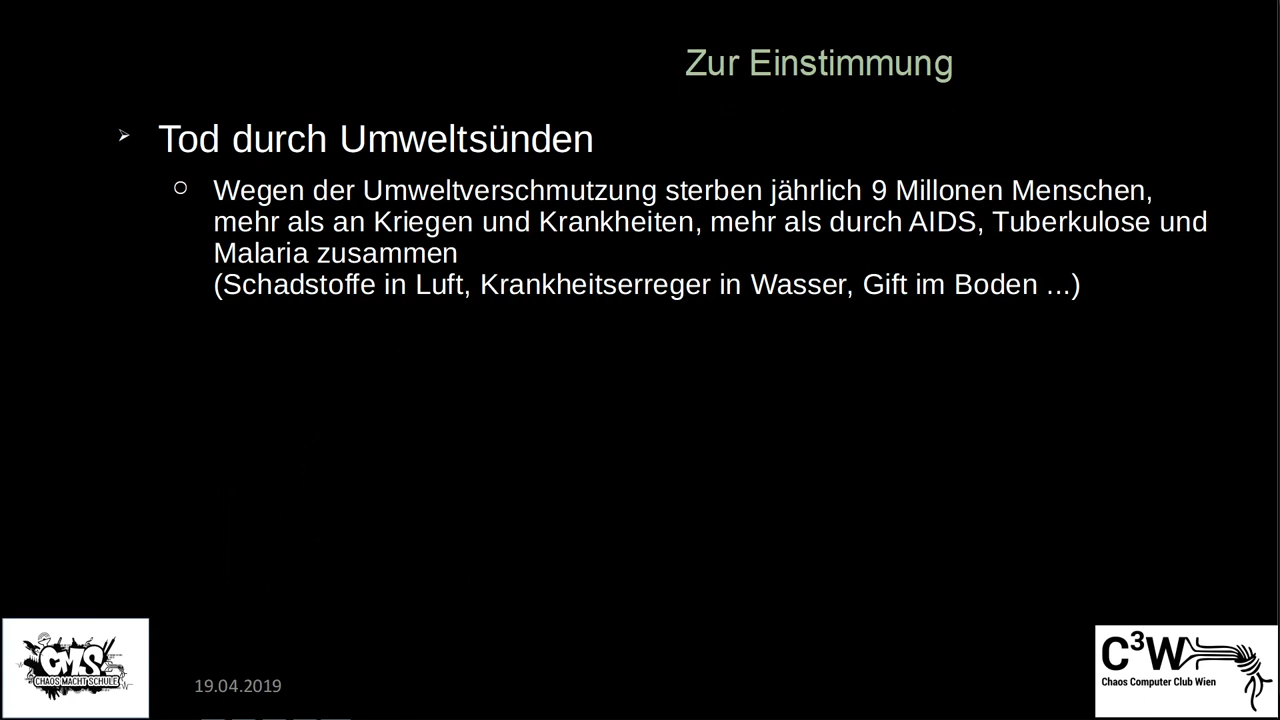 Zur Einstimmung
Tod durch Umweltsünden
Wegen der Umweltverschmutzung sterben jährlich 9 Millonen Menschen,
mehr als an Kriegen und Krankheiten, mehr als durch AIDS, Tuberkulose und
Malaria zusammen
(Schadstoffe in Luft, Krankheitserreger in Wasser, Gift im Boden ...)
CMS
CHAOS MACHT SCHULE
19.04.2019
C³W
Chaos Computer Club Wien